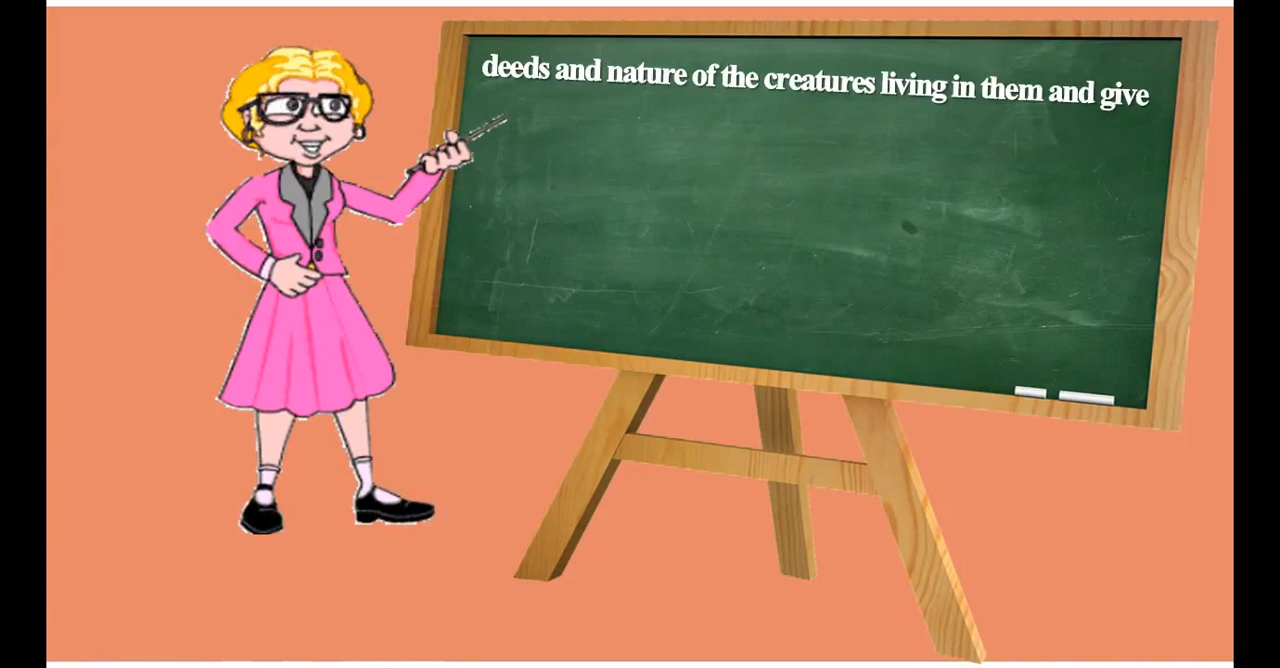 deeds and nature of the creatures living in them and give